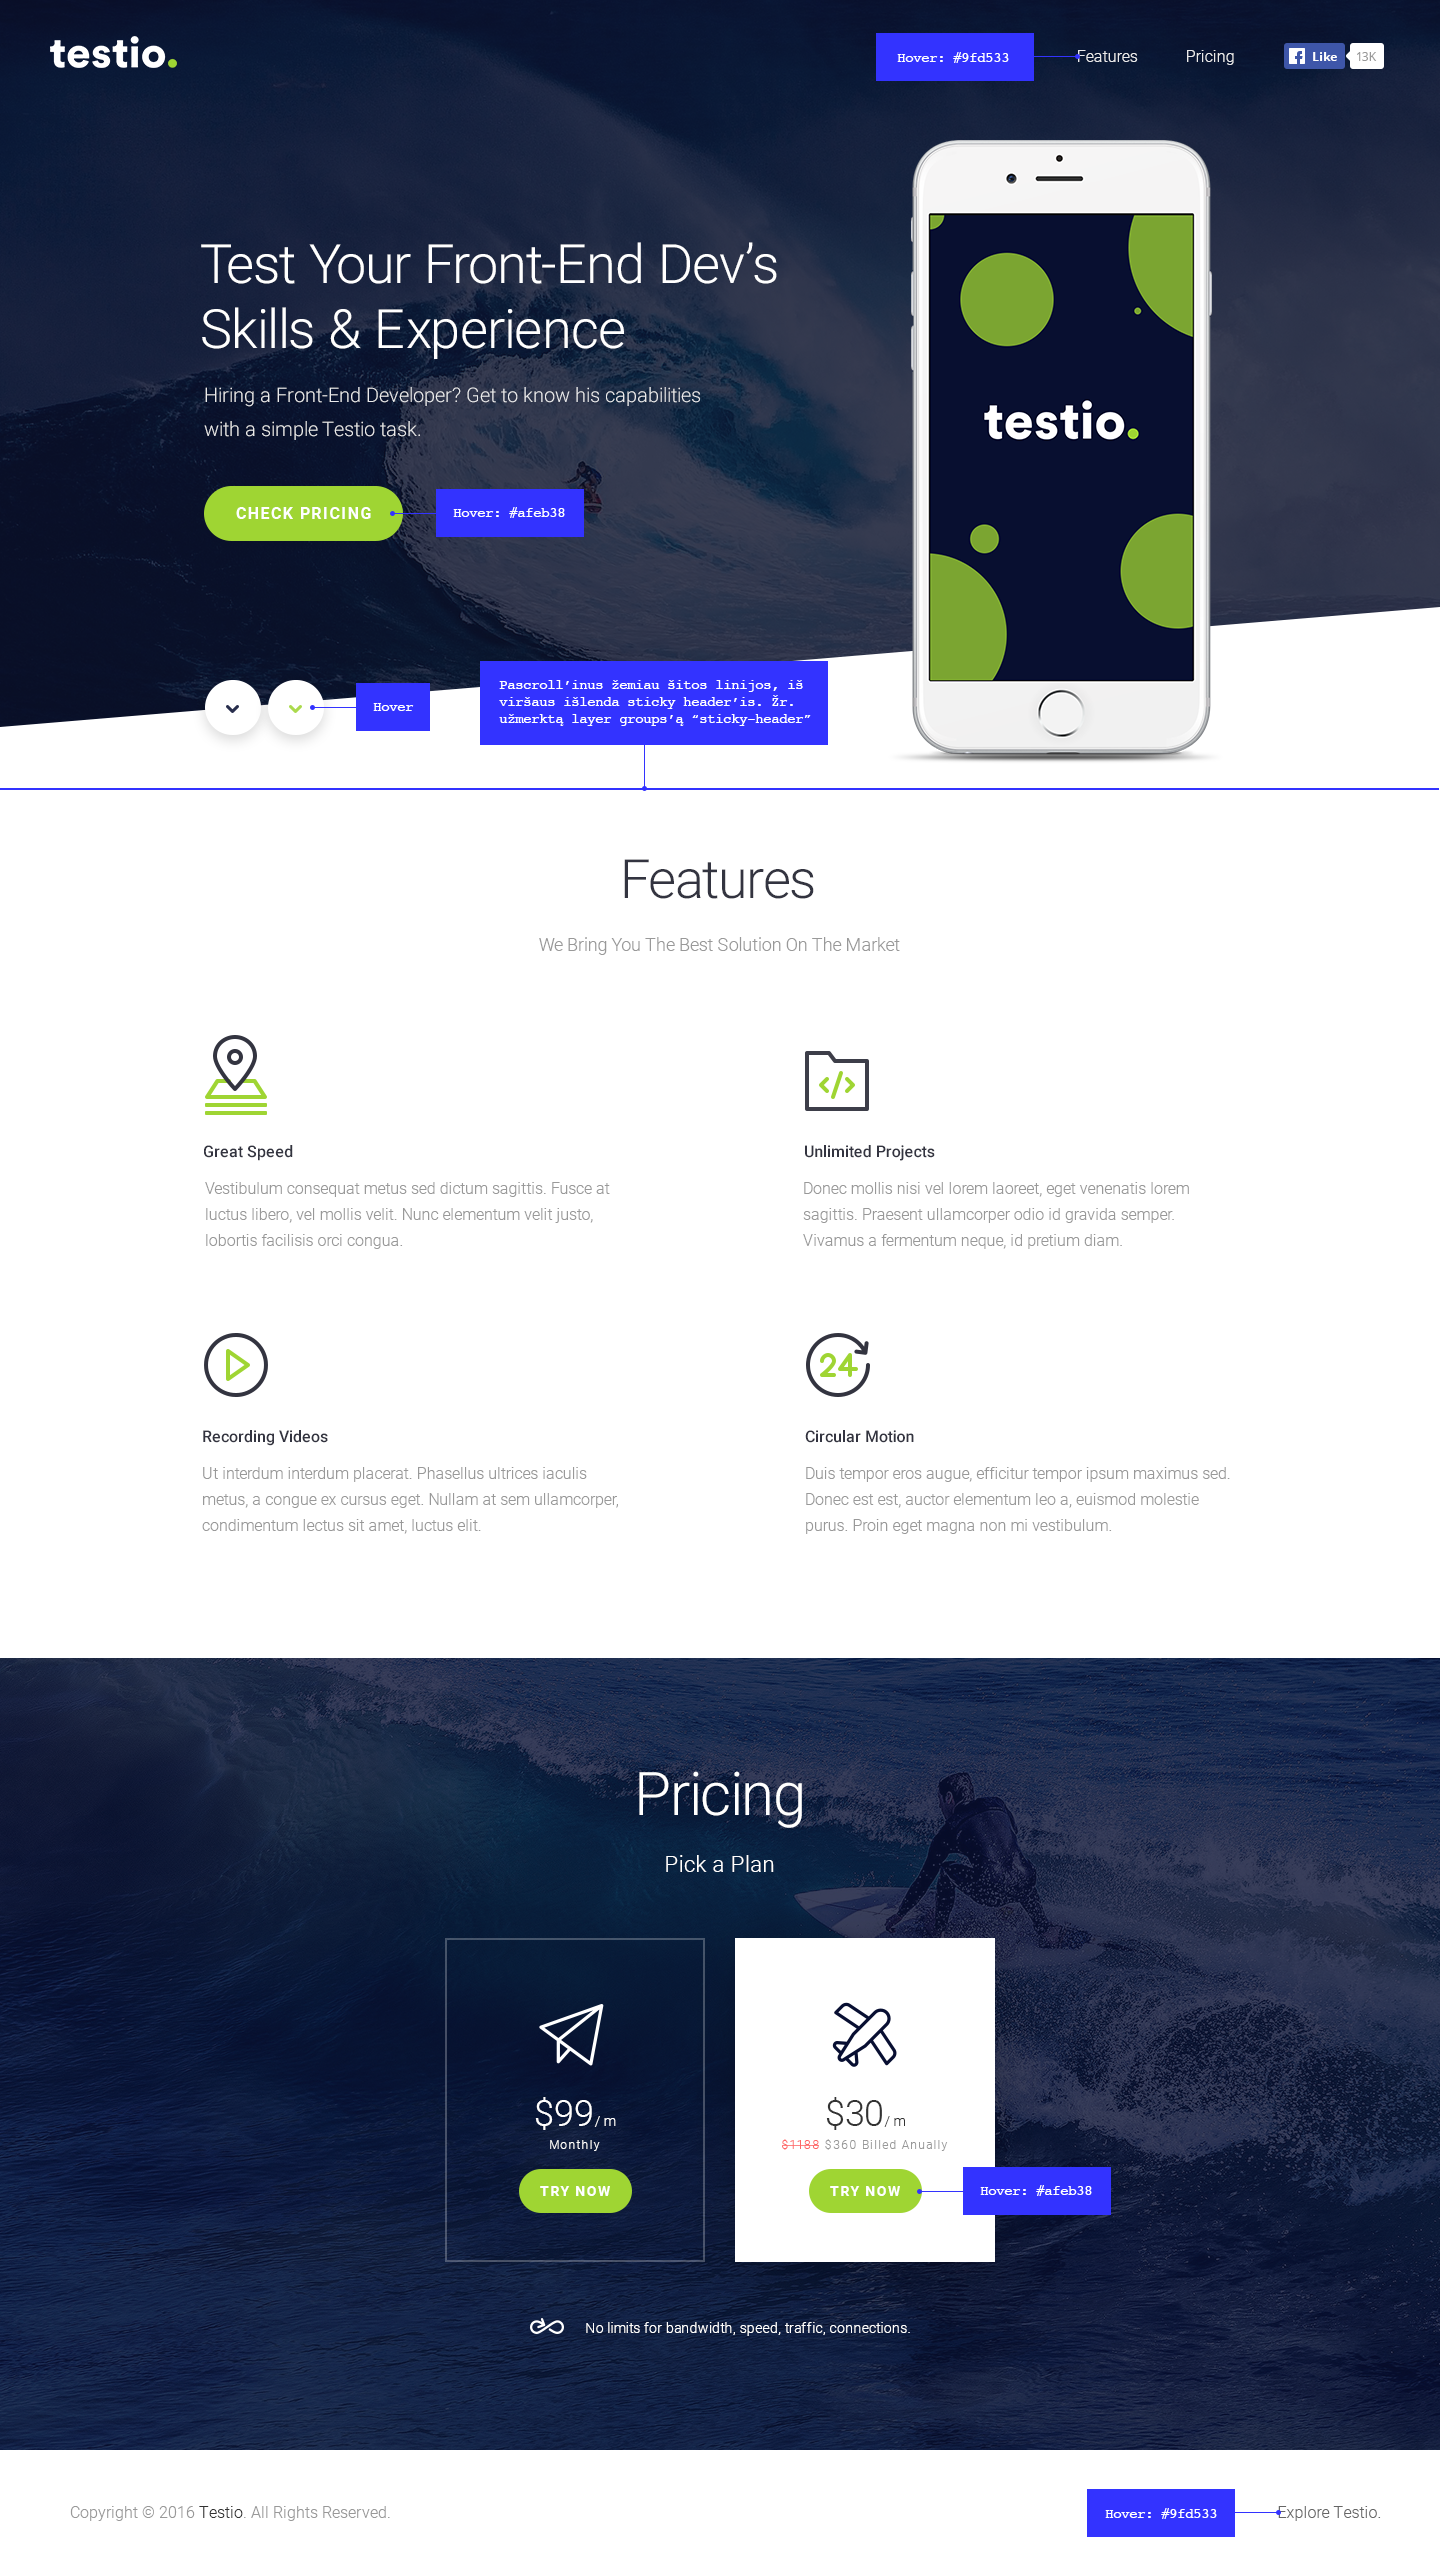 testio.
Hover: #9fd533
Features
Pricing
Like
13K
Test Your Front-End Dev’s
Skills & Experience
Hiring a Front-End Developer? Get to know his capabilities
with a simple Testio task.
CHECK PRICING
Hover: #afeb38
testio.
Hover
Pascroll’inus žemiau šitos linijos, iš
viršaus išlenda sticky header’is. Žr.
užmerktą layer groups’ą “sticky-header”
Features
We Bring You The Best Solution On The Market
Great Speed
Vestibulum consequat metus sed dictum sagittis. Fusce at
luctus libero, vel mollis velit. Nunc elementum velit justo,
lobortis facilisis orci congua.
Unlimited Projects
Donec mollis nisi vel lorem laoreet, eget venenatis lorem
sagittis. Praesent ullamcorper odio id gravida semper.
Vivamus a fermentum neque, id pretium diam.
Recording Videos
Ut interdum interdum placerat. Phasellus ultrices iaculis
metus, a congue ex cursus eget. Nullam at sem ullamcorper,
condimentum lectus sit amet, luctus elit.
24
Circular Motion
Duis tempor eros augue, efficitur tempor ipsum maximus sed.
Donec est est, auctor elementum leo a, euismod molestie
purus. Proin eget magna non mi vestibulum.
Pricing
Pick a Plan
$99/ m
Monthly
TRY NOW
$30/ m
$1188 $360 Billed Anually
TRY NOW
Hover: #afeb38
No limits for bandwidth, speed, traffic, connections.
Copyright © 2016 Testio. All Rights Reserved.
Hover: #9fd533
Explore Testio.